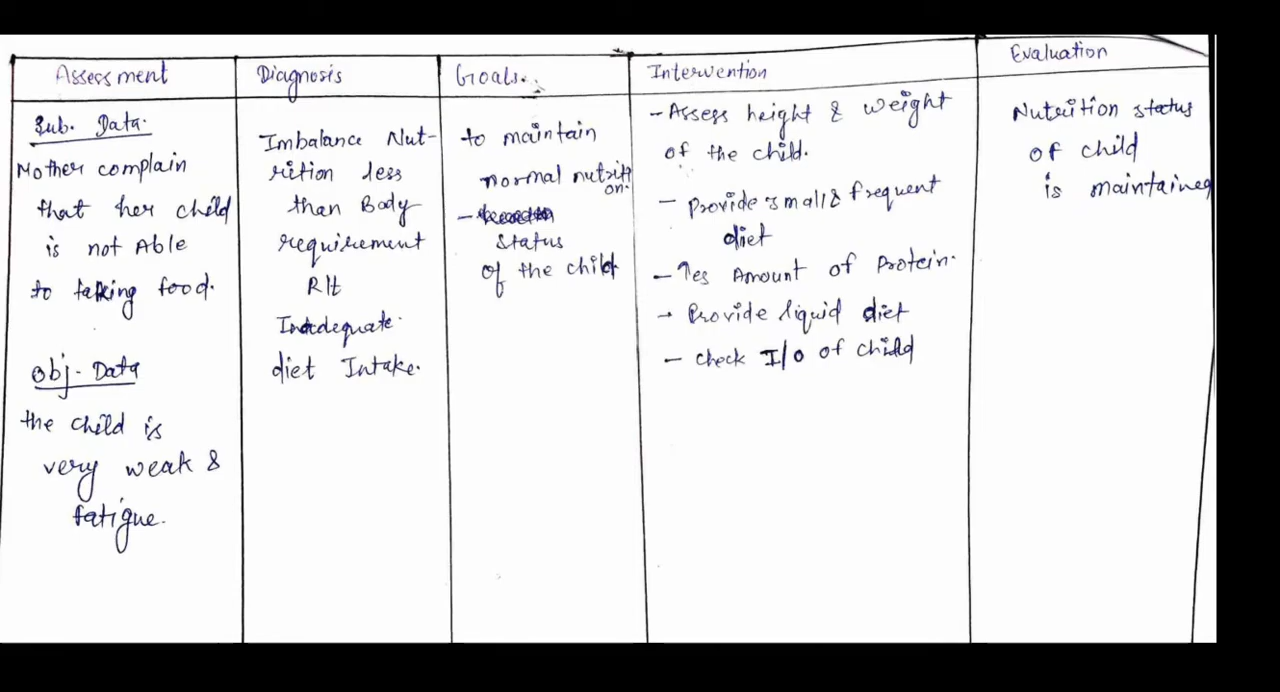 Assessment
Sub. Data.
Mother complain
that her child
is not Able
to taking food.
Obj- Data
the child is
very weak &
fatigue.
Diagnosis
Imbalance Nut-
rition less
than Body
requirement
R/t
Inadequate.
diet Intake.
Goals.
to maintain
normal nutriti
on.
-
status
of the child
Intervention
- Assess height & weight
of the child.
- Provide small & frequent
diet
- ↑es Amount of Protein.
- Provide liquid diet
- check I/O of child
Evaluation
Nutrition status
of child
is maintained